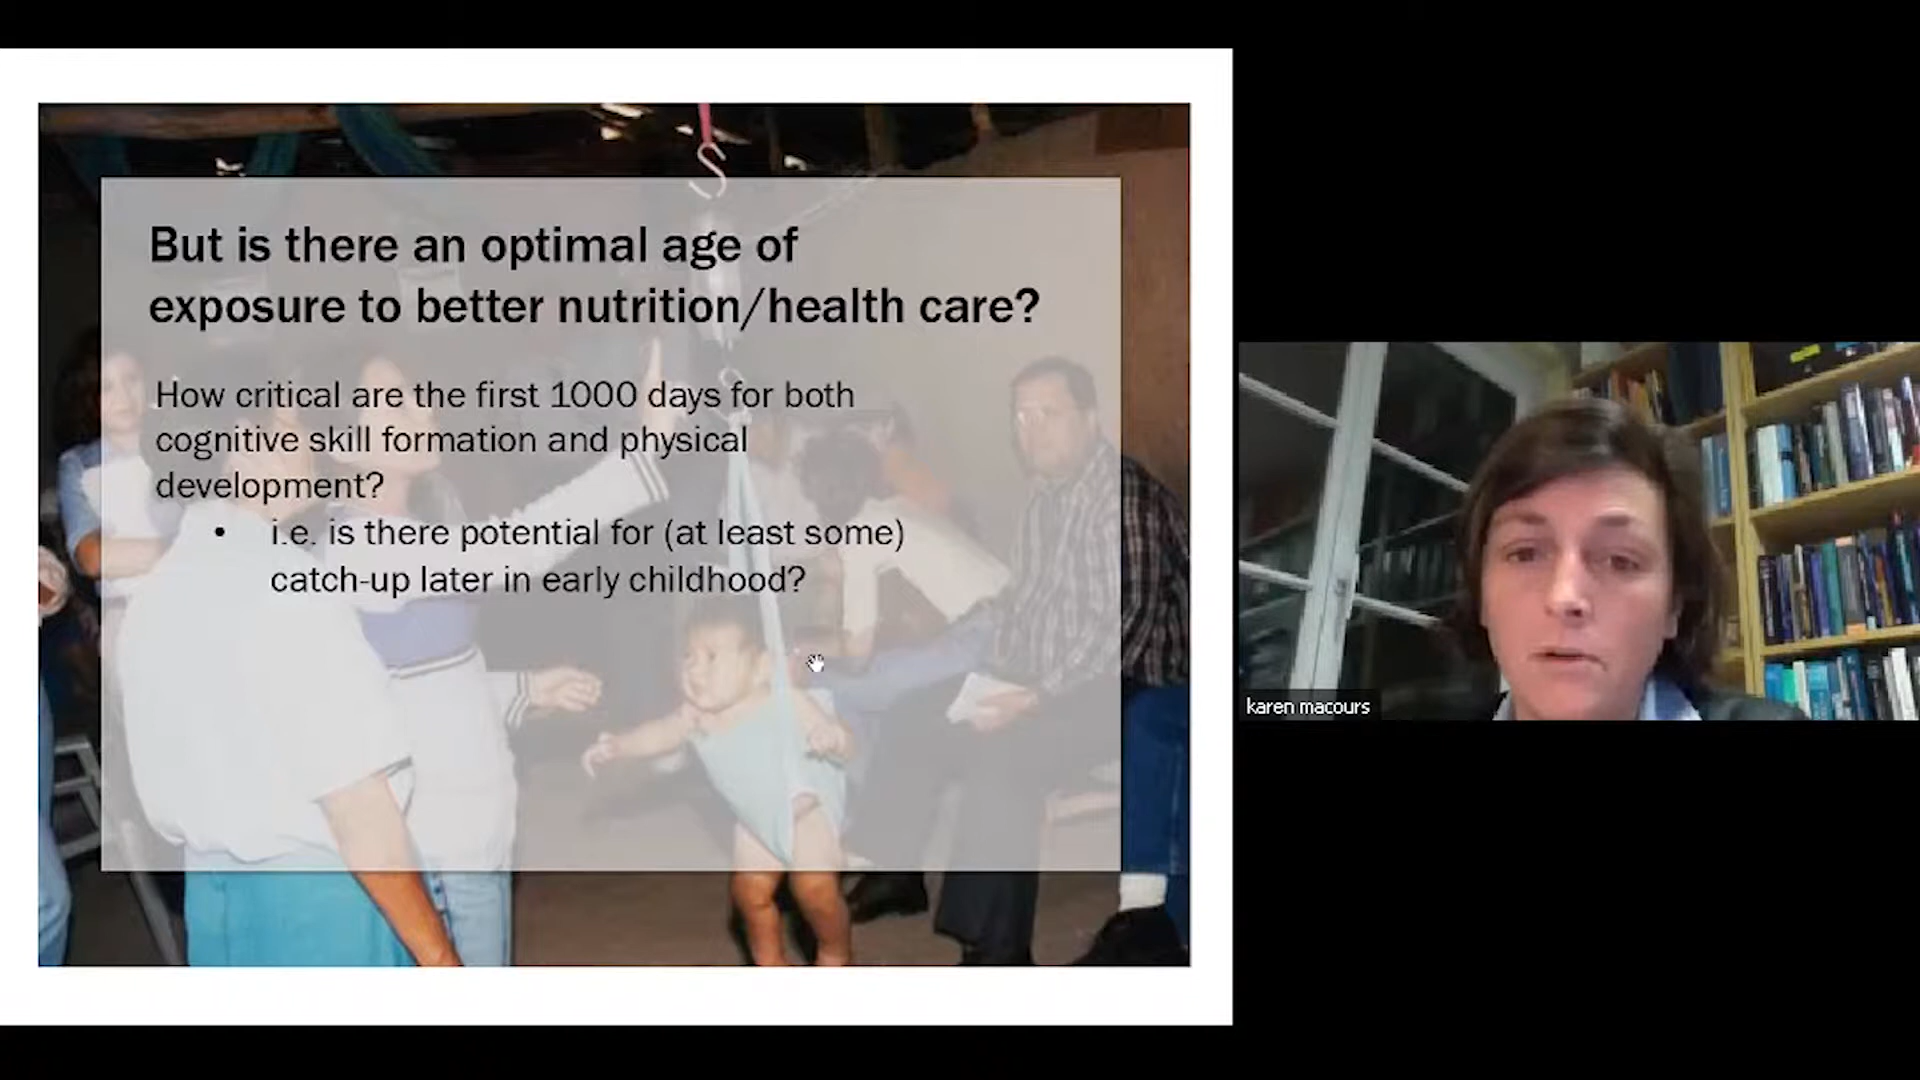 But is there an optimal age of
exposure to better nutrition/health care?
How critical are the first 1000 days for both
cognitive skill formation and physical
development?
• i.e. is there potential for (at least some)
catch-up later in early childhood?
karen macours